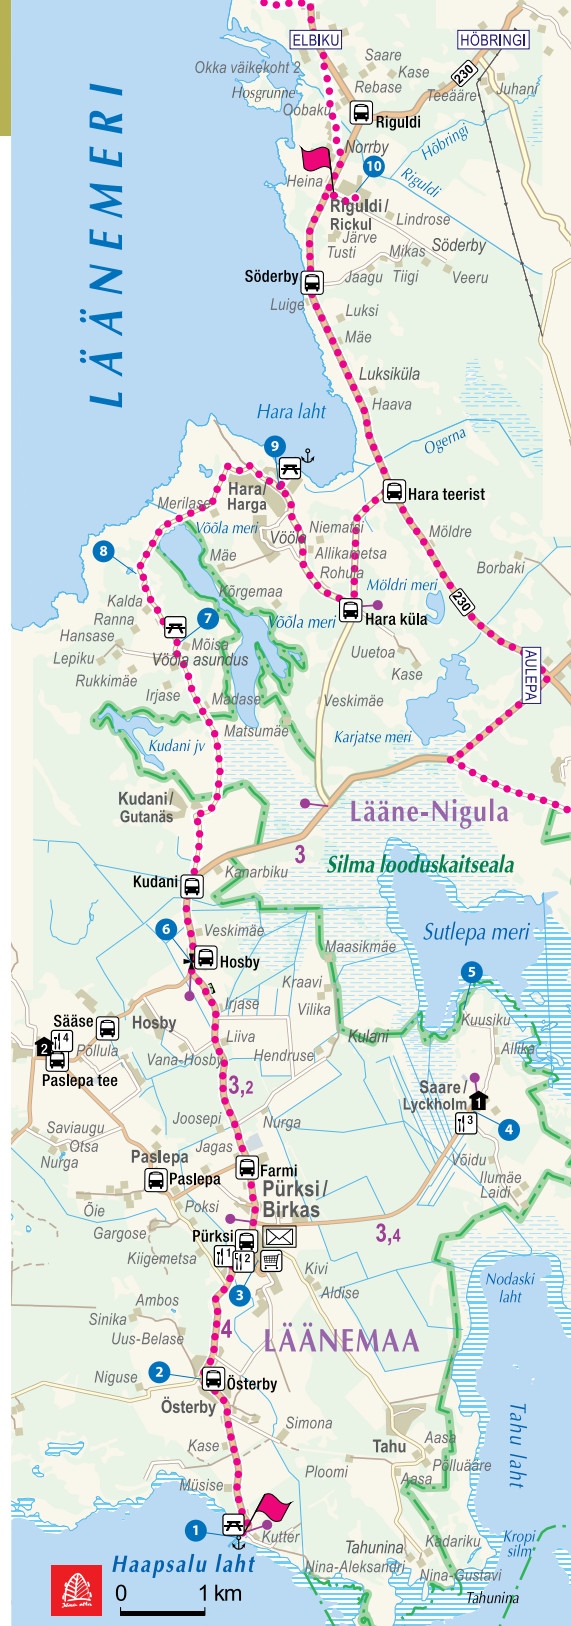 ELBIKU
HÖBRINGI
Okka väikekoht 2
Saare
Kase
Rebase
230
Hosgrunne
Teeääre
Juhani
Oobaku
Riguldi
Norrby
Höbringi
10
Heina
Riguldi
Riguldi/
Rickul
Lindrose
Järve
Tusti
Mikas
Söderby
Söderby
Jaagu
Tiigi
Veeru
Luige
Luksi
Mäe
LÄÄNEMERI
Luksiküla
Haava
Hara laht
Ogerna
9
Hara/
Harga
Hara teerist
Merilase
Vööla meri
Niematsi
Vööla
Möldre
8
Mäe
Allikametsa
Rohula
Borbaki
Kõrgemaa
Möldri meri
230
Kalda
Ranna
7
Vööla meri
Hara küla
Hansase
Mõisa
Lepiku
Vööla asundus
Uuetoa
AULEPA
Rukkimäe
Kase
Irjase
Madase
Veskimäe
Matsumäe
Karjatse meri
Kudani jv
Kudani/
Gutanäs
Lääne-Nigula
3
Silma looduskaitseala
Kanarbiku
Kudani
6
Veskimäe
Sutlepa meri
Maasikmäe
Hosby
5
Kraavi
Irjase
Vilika
Kuusiku
Sääse
Hosby
Liiva
Kulani
4
2
Põllula
Allika
Vana-Hosby
Hendruse
Paslepa tee
Saare/
Lyckholm
1
3,2
3
4
Joosepi
Nurga
Saviaugu
Otsa
Jagas
Võidu
Nurga
Paslepa
Farmi
Ilumäe
Paslepa
Pürksi/
Birkas
Laidi
Õie
Poksi
Gargose
Pürksi
3,4
Kiigemetsa
1
2
Kivi
Nodaski
laht
3
Aldise
Ambos
Sinika
4
LÄÄNEMAA
Uus-Belase
2
Niguse
Österby
Österby
Simona
Tahu laht
Kase
Tahu
Aasa
Põlluääre
Ploomi
Aasa
Müsise
1
Kutter
Kadariku
Kropi
silm
Tahunina
Haapsalu laht
Nina-Aleksandri
Nina-Gustavi
Tahunina
0
1 km